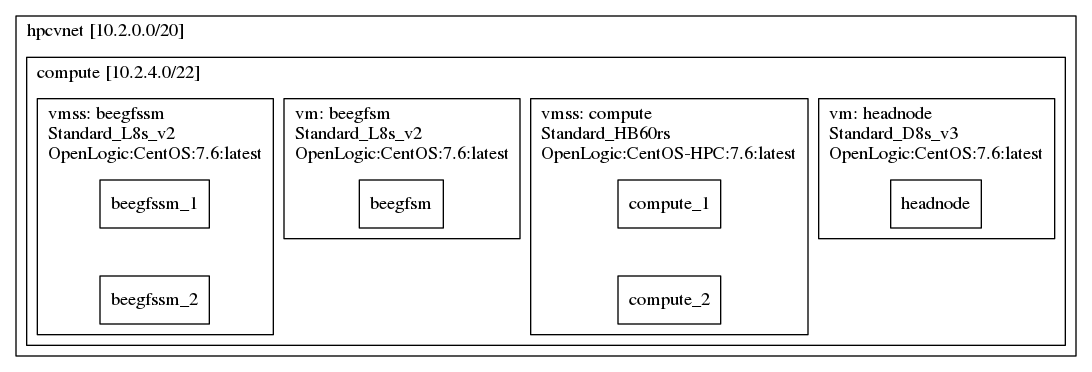 hpcvnet [10.2.0.0/20]
compute [10.2.4.0/22]
vmss: beegfssm
Standard_L8s_v2
OpenLogic:CentOS:7.6:latest
beegfssm_1
beegfssm_2
vm: beegfsm
Standard_L8s_v2
OpenLogic:CentOS:7.6:latest
beegfsm
vmss: compute
Standard_HB60rs
OpenLogic:CentOS-HPC:7.6:latest
compute_1
compute_2
vm: headnode
Standard_D8s_v3
OpenLogic:CentOS:7.6:latest
headnode